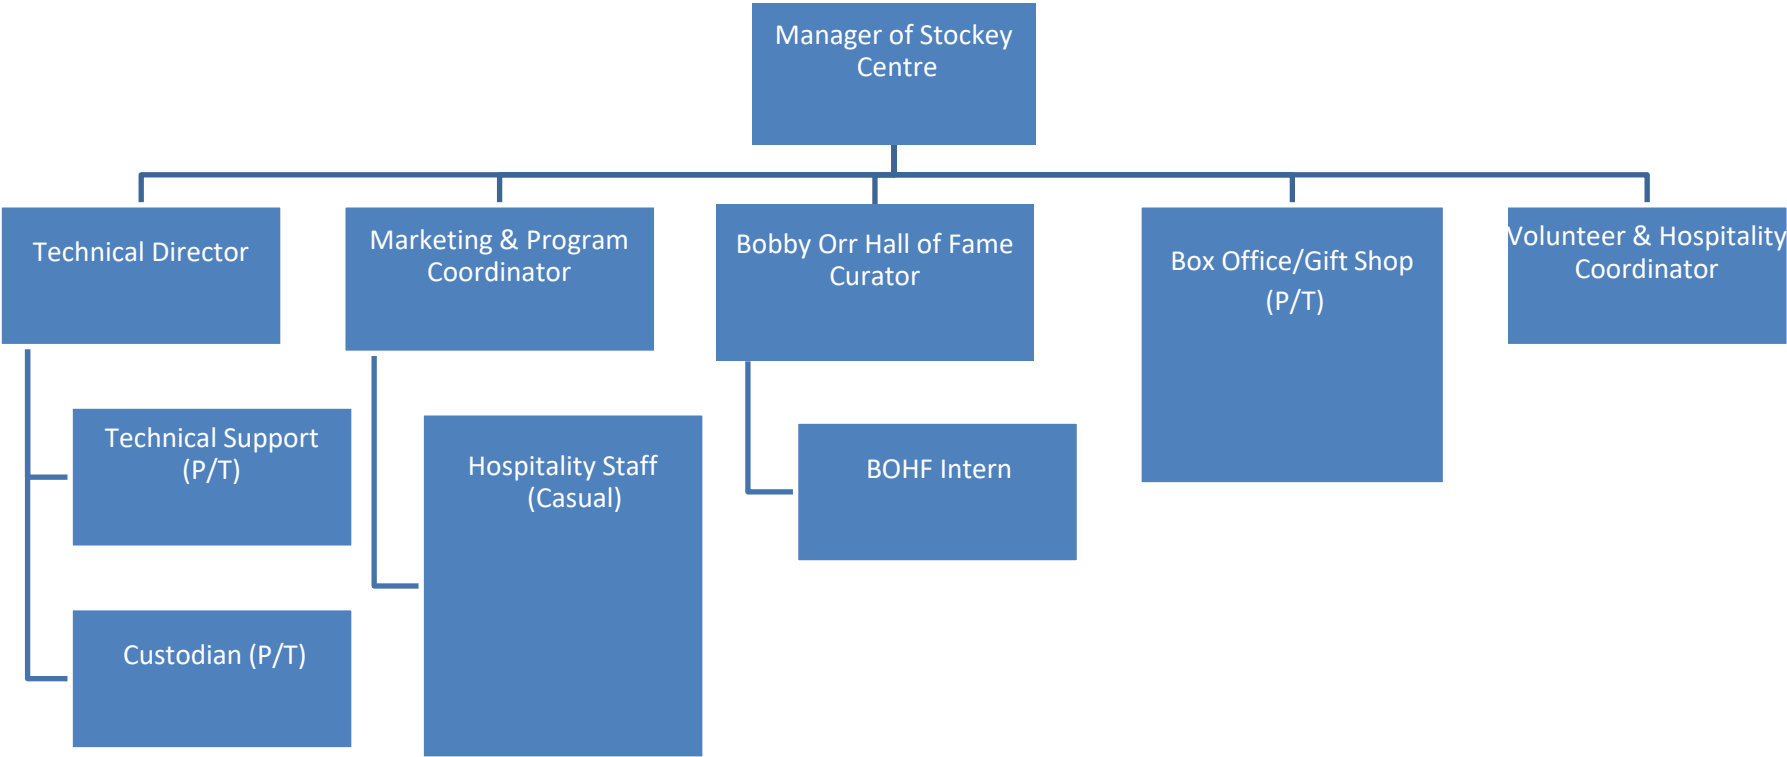 Manager of Stockey
Centre
Technical Director
Marketing & Program
Coordinator
Bobby Orr Hall of Fame
Curator
Box Office/Gift Shop
(P/T)
Volunteer & Hospitality
Coordinator
Technical Support
(P/T)
Hospitality Staff
(Casual)
BOHF Intern
Custodian (P/T)